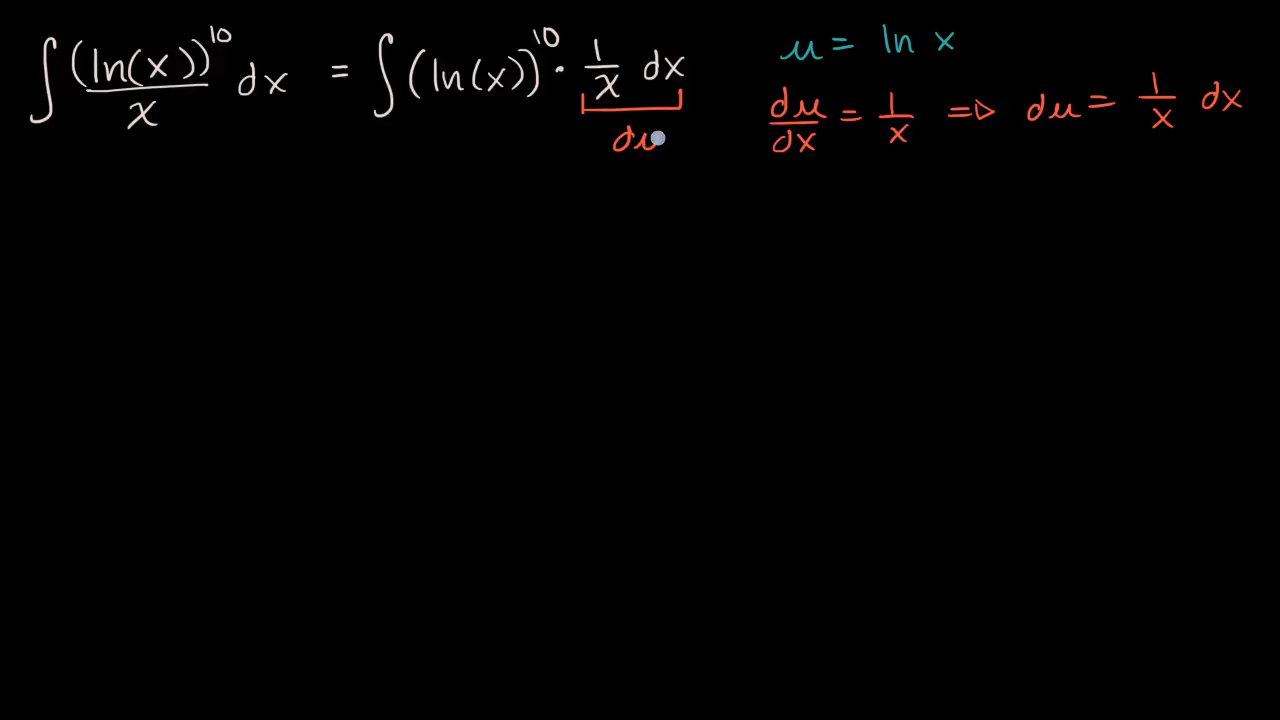 ∫ (ln(x))^10 / x dx = ∫ (ln(x))^10 · 1/x dx
du
u = ln x
du/dx = 1/x ⇒ du = 1/x dx